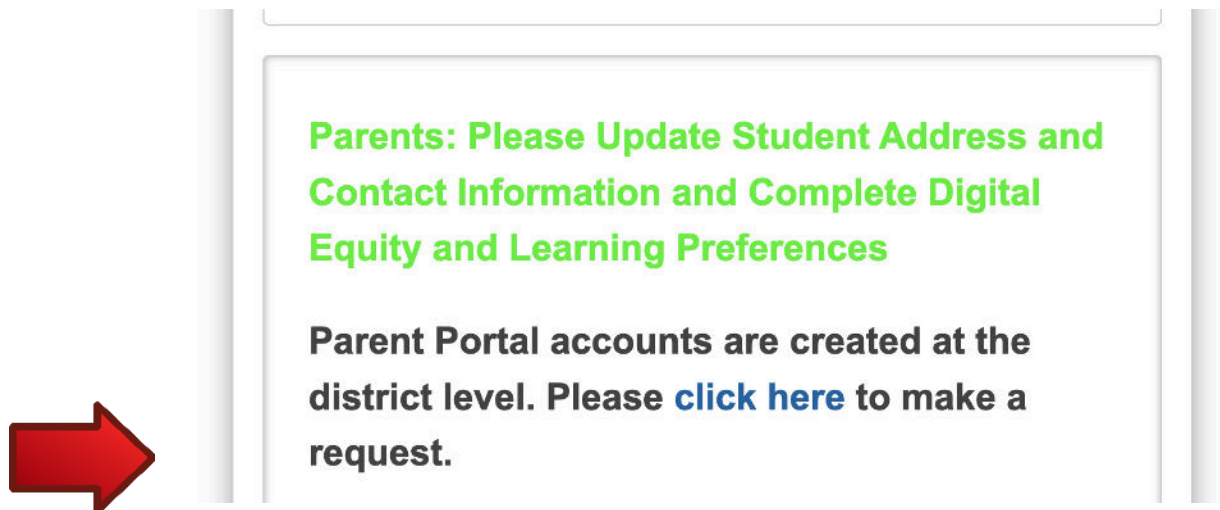 Parents: Please Update Student Address and
Contact Information and Complete Digital
Equity and Learning Preferences
Parent Portal accounts are created at the
district level. Please click here to make a
request.